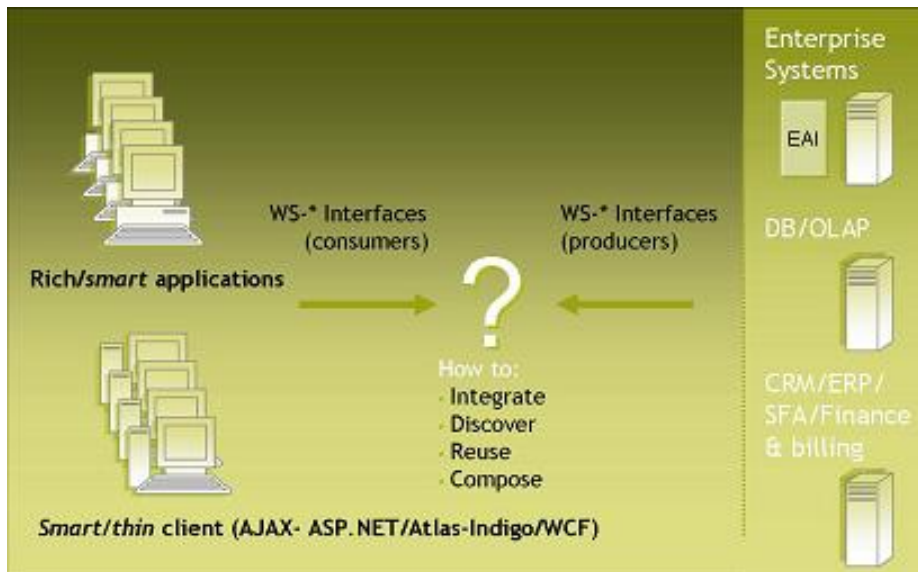 Enterprise
Systems
EAI
WS-* Interfaces
(consumers)
WS-* Interfaces
(producers)
DB/OLAP
Rich/smart applications
?
How to:
· Integrate
· Discover
· Reuse
· Compose
CRM/ERP/
SFA/Finance
& billing
Smart/thin client (AJAX- ASP.NET/Atlas-Indigo/WCF)